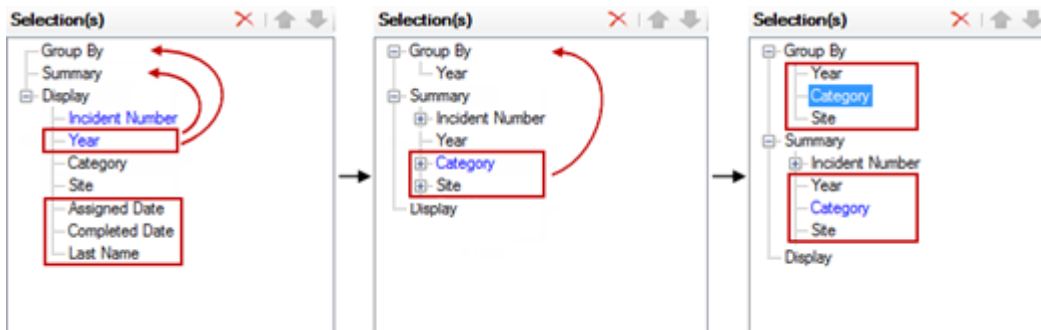 Selection(s)
Group By
Summary
Display
Incident Number
Year
Category
Site
Assigned Date
Completed Date
Last Name
Selection(s)
Group By
Year
Summary
Incident Number
Year
Category
Site
Display
Selection(s)
Group By
Year
Category
Site
Summary
Incident Number
Year
Category
Site
Display